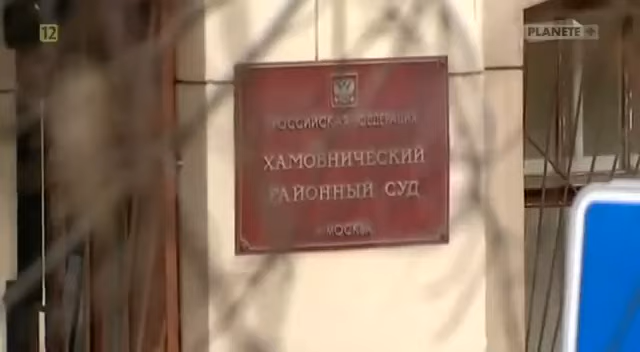 12
PLANETE +
РОССИЙСКАЯ ФЕДЕРАЦИЯ
ХАМОВНИЧЕСКИЙ
РАЙОННЫЙ СУД
г.МОСКВА